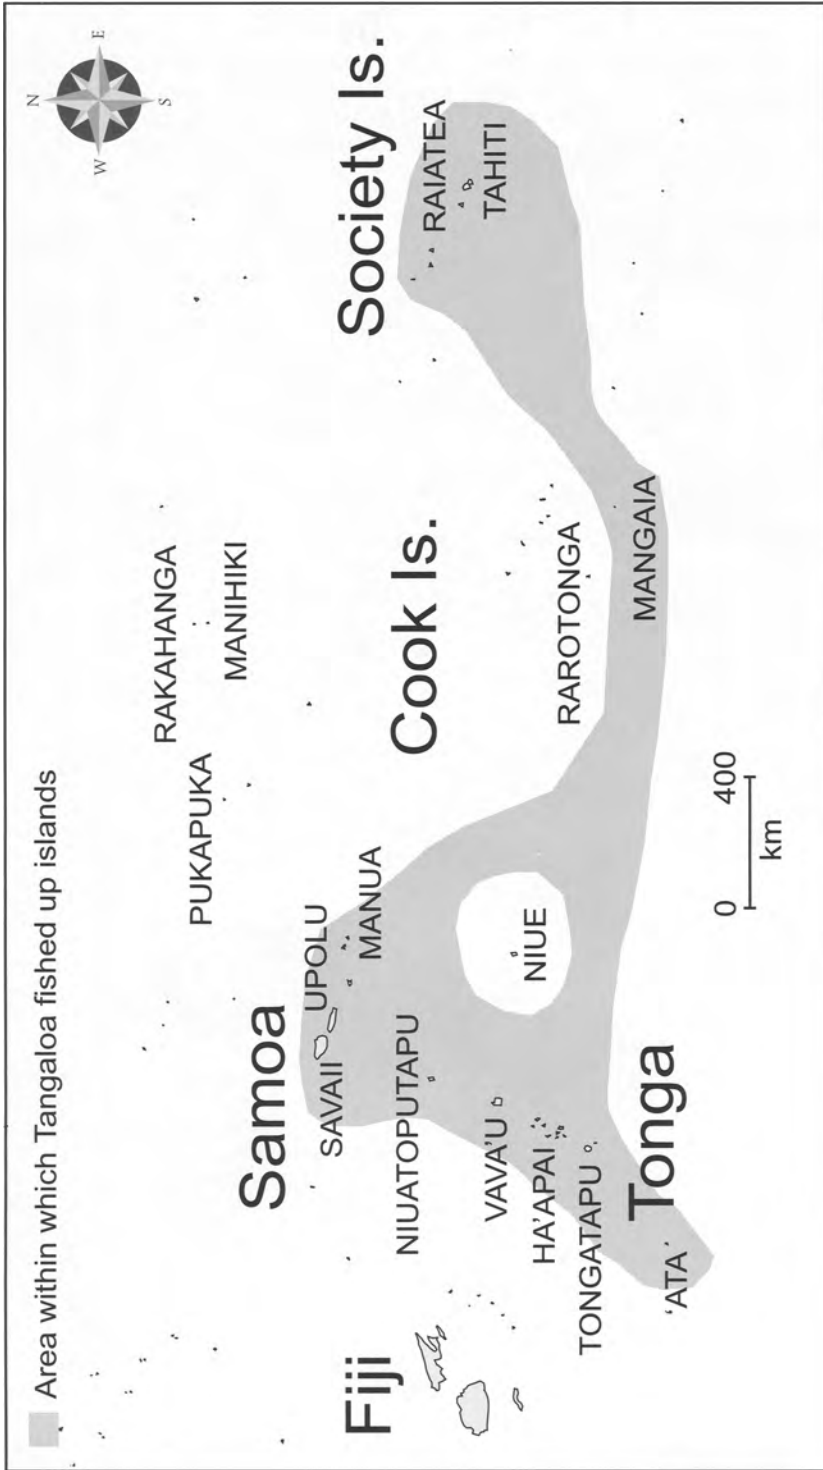 Area within which Tangaloa fished up islands
N
E
S
W
RAKAHANGA
PUKAPUKA
MANIHIKI
Samoa
UPOLU
SAVAII
MANUA
Society Is.
RAIATEA
TAHITI
Fiji
NIUATOPUTAPU
Cook Is.
VAVA'U
NIUE
HA'APAI
RAROTONGA
TONGATAPU
MANGAIA
Tonga
'ATA
0
400
km